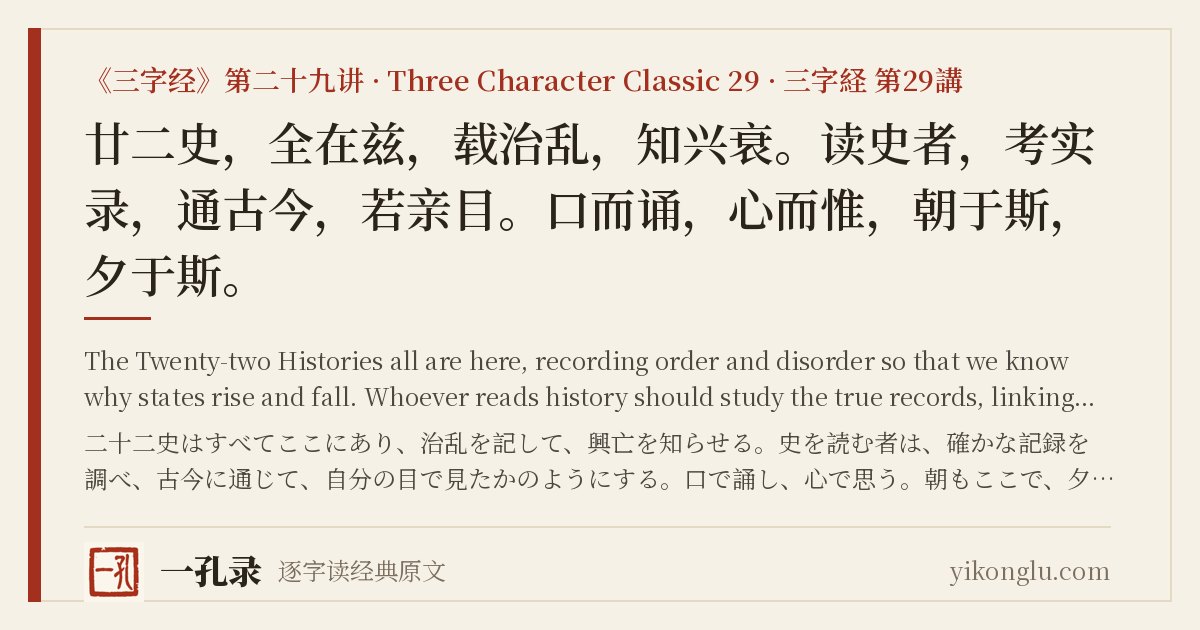 《三字经》第二十九讲 · Three Character Classic 29 · 三字経 第29講
廿二史，全在兹，载治乱，知兴衰。读史者，考实
录，通古今，若亲目。口而诵，心而惟，朝于斯，
夕于斯。
The Twenty-two Histories all are here, recording order and disorder so that we know
why states rise and fall. Whoever reads history should study the true records, linking...
二十二史はすべてここにあり、治乱を記して、興亡を知らせる。史を読む者は、確かな記録を
調べ、古今に通じて、自分の目で見たかのようにする。口で誦し、心で思う。朝もここで、夕…
一孔
一孔录 逐字读经典原文
yikonglu.com